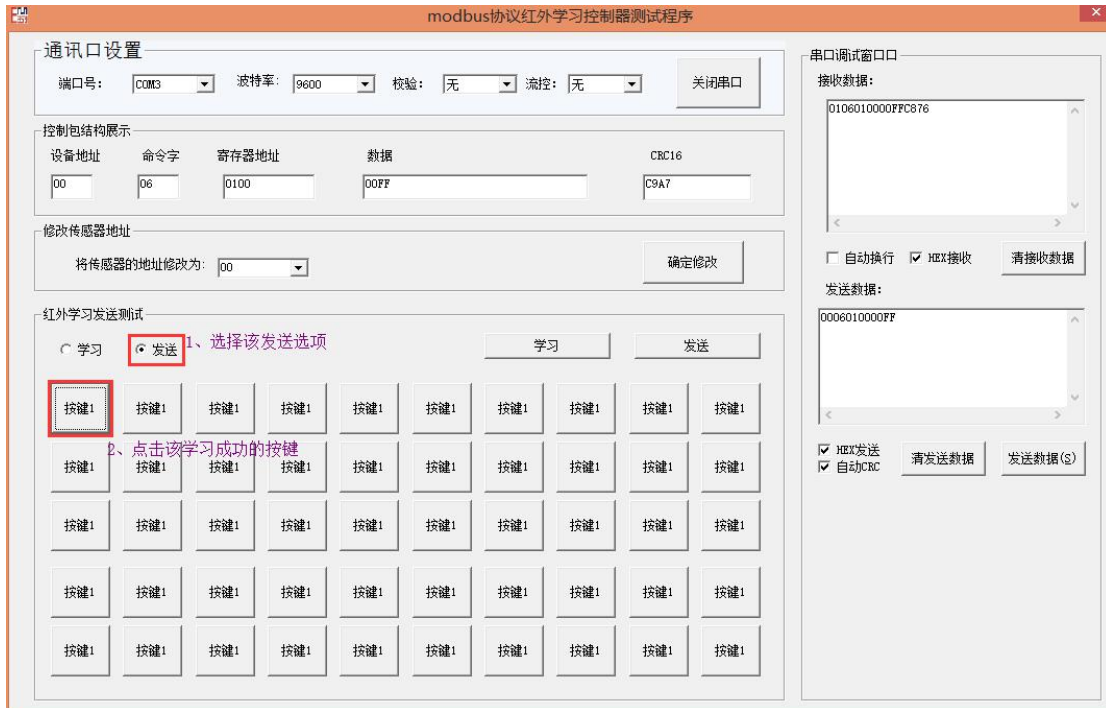 modbus协议红外学习控制器测试程序
通讯口设置
端口号： COM3 波特率： 9600 校验： 无 流控： 无 关闭串口
控制包结构展示
设备地址 命令字 寄存器地址 数据 CRC16
00 06 0100 00FF C9A7
修改传感器地址
将传感器的地址修改为： 00 确定修改
红外学习发送测试
学习 发送 1、选择该发送选项 学习 发送
按键1 按键1 按键1 按键1 按键1 按键1 按键1 按键1 按键1 按键1
2、点击该学习成功的按键
按键1 按键1 按键1 按键1 按键1 按键1 按键1 按键1 按键1 按键1
按键1 按键1 按键1 按键1 按键1 按键1 按键1 按键1 按键1 按键1
按键1 按键1 按键1 按键1 按键1 按键1 按键1 按键1 按键1 按键1
按键1 按键1 按键1 按键1 按键1 按键1 按键1 按键1 按键1 按键1
串口调试窗口口
接收数据：
0106010000FFC876
自动换行 HEX接收 清接收数据
发送数据：
0006010000FF
HEX发送
自动CRC 清发送数据 发送数据(S)